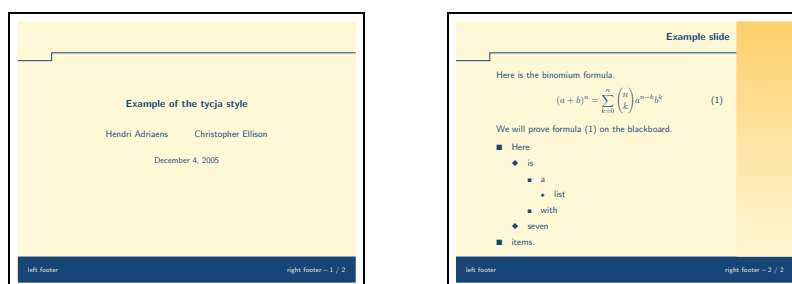 Example of the tycja style
Hendri Adriaens Christopher Ellison
December 4, 2005
left footer
right footer – 1 / 2
Example slide
Here is the binomium formula.
(a + b)^n = \sum_{k=0}^{n} \binom{n}{k} a^{n−k} b^k (1)
We will prove formula (1) on the blackboard.
■ Here
◆ is
■ a
◆ list
■ with
◆ seven
■ items.
left footer
right footer – 2 / 2